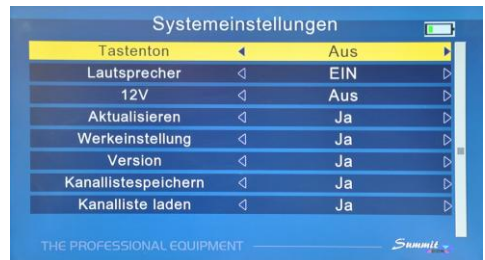 Systemeinstellungen
Tastenton Aus
Lautsprecher EIN
12V Aus
Aktualisieren Ja
Werkeinstellung Ja
Version Ja
Kanallistespeichern Ja
Kanalliste laden Ja
THE PROFESSIONAL EQUIPMENT Summit